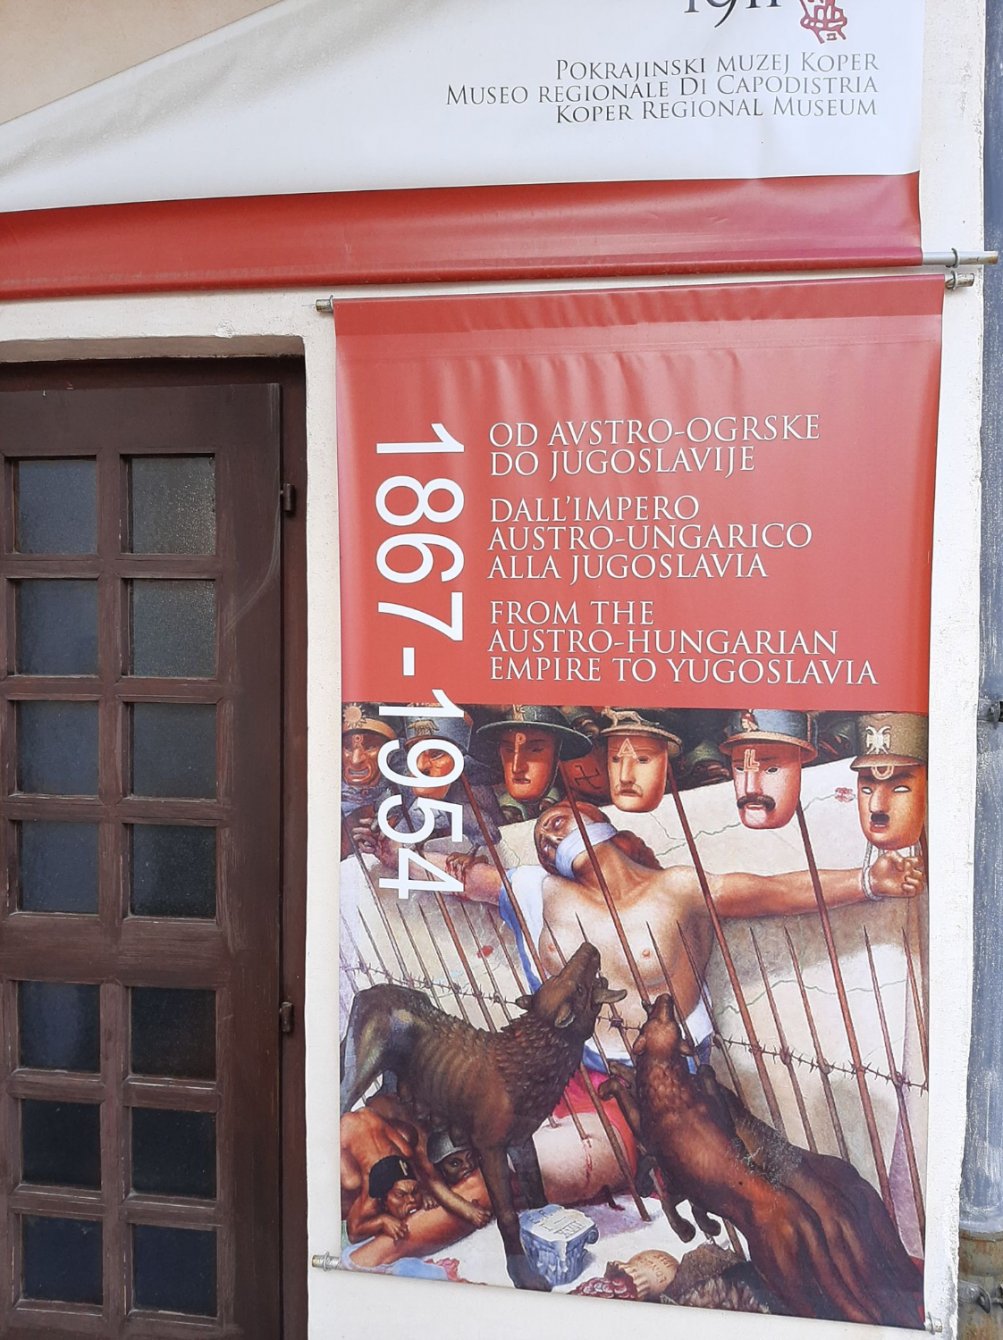 1911
POKRAJINSKI MUZEJ KOPER
MUSEO REGIONALE DI CAPODISTRIA
KOPER REGIONAL MUSEUM
1867-1954
OD AVSTRO-OGRSKE
DO JUGOSLAVIJE
DALL'IMPERO
AUSTRO-UNGARICO
ALLA JUGOSLAVIA
FROM THE
AUSTRO-HUNGARIAN
EMPIRE TO YUGOSLAVIA